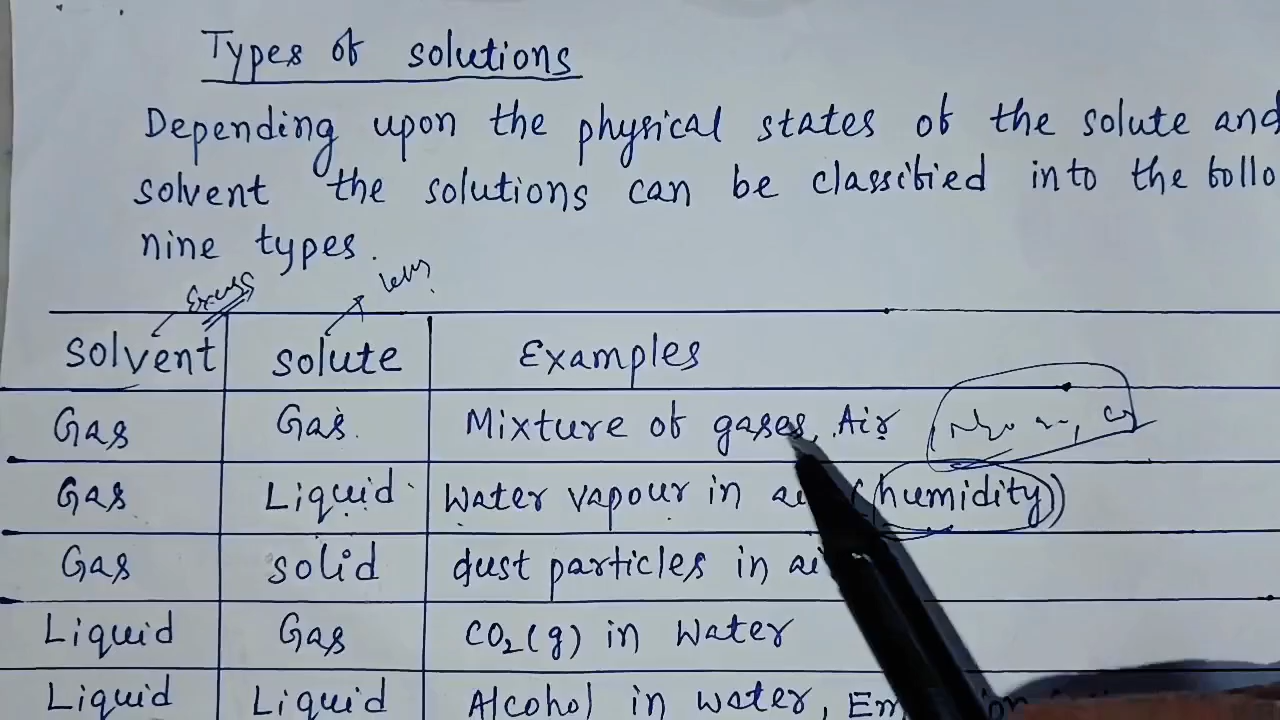 Types of solutions
Depending upon the physical states of the solute and
solvent the solutions can be classified into the follo
nine types.
Excess less
Solvent Solute Examples
Gas Gas Mixture of gases, Air
Gas Liquid Water vapour in (humidity)
Gas solid dust particles in
Liquid Gas CO₂(g) in Water
Liquid Liquid Alcohol in water,